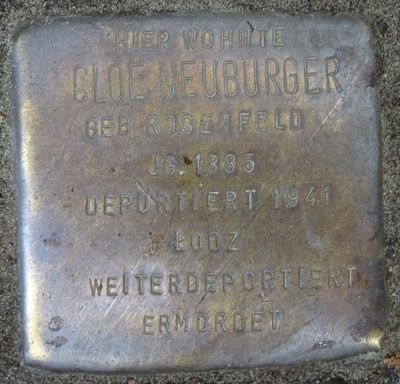 HIER WOHNTE
CLOE NEUBURGER
GEB. ROSENFELD
JG. 1885
DEPORTIERT 1941
ŁODZ
WEITERDEPORTIERT
ERMORDET